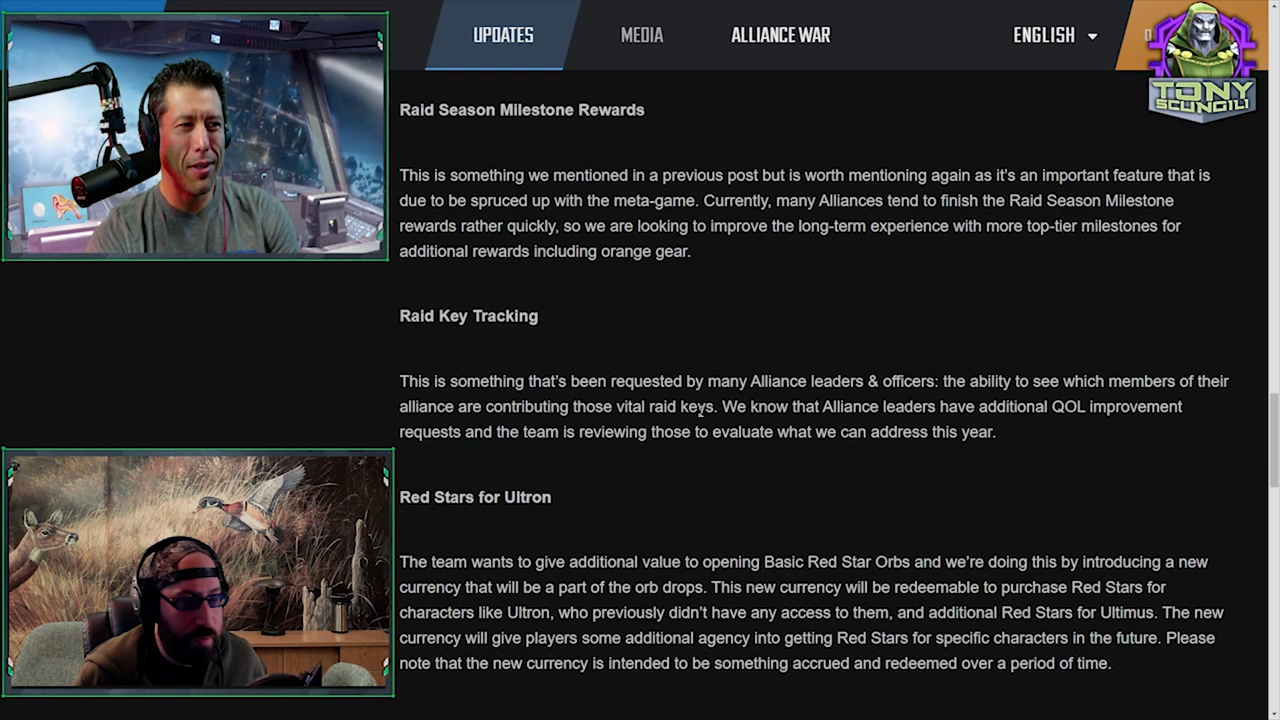 UPDATES
MEDIA
ALLIANCE WAR
ENGLISH
TONY
SCUNGILI
Raid Season Milestone Rewards
This is something we mentioned in a previous post but is worth mentioning again as it's an important feature that is
due to be spruced up with the meta-game. Currently, many Alliances tend to finish the Raid Season Milestone
rewards rather quickly, so we are looking to improve the long-term experience with more top-tier milestones for
additional rewards including orange gear.
Raid Key Tracking
This is something that's been requested by many Alliance leaders & officers: the ability to see which members of their
alliance are contributing those vital raid keys. We know that Alliance leaders have additional QOL improvement
requests and the team is reviewing those to evaluate what we can address this year.
Red Stars for Ultron
The team wants to give additional value to opening Basic Red Star Orbs and we're doing this by introducing a new
currency that will be a part of the orb drops. This new currency will be redeemable to purchase Red Stars for
characters like Ultron, who previously didn't have any access to them, and additional Red Stars for Ultimus. The new
currency will give players some additional agency into getting Red Stars for specific characters in the future. Please
note that the new currency is intended to be something accrued and redeemed over a period of time.